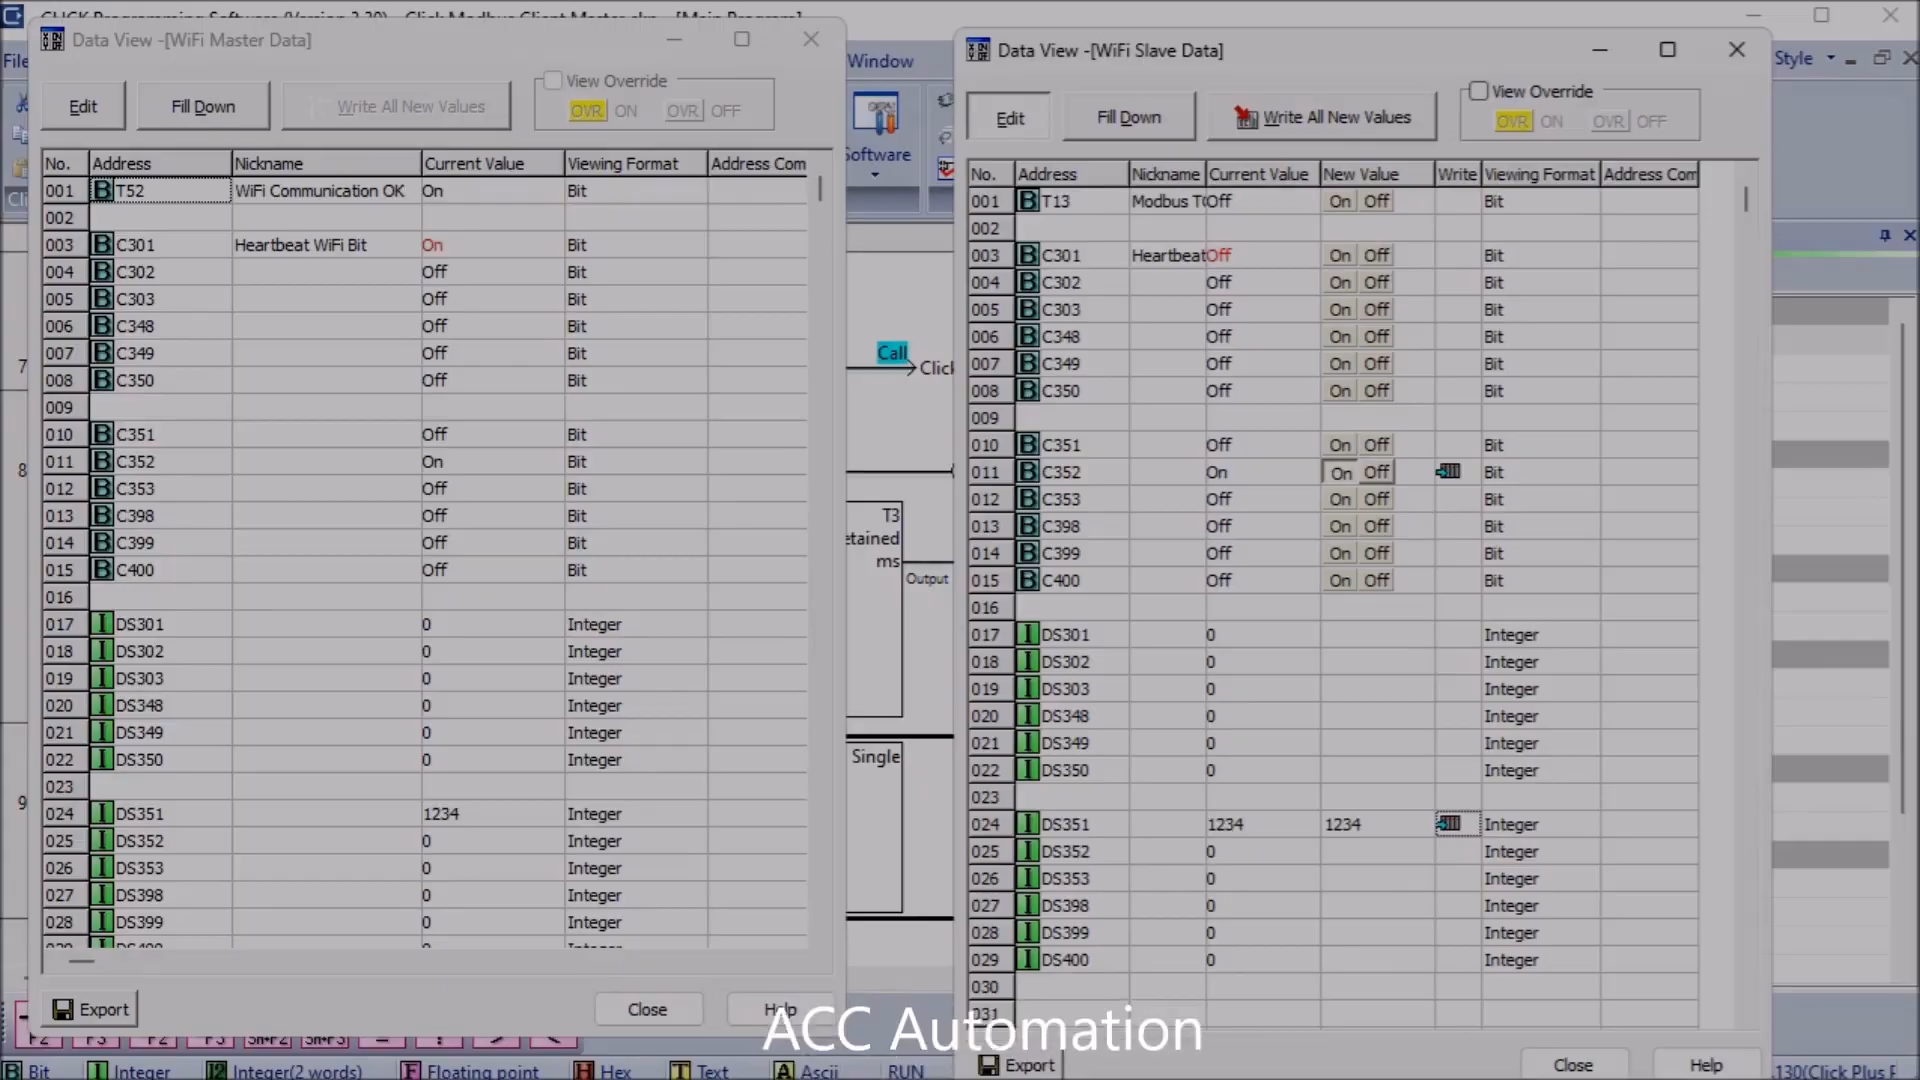 Data View -[WiFi Master Data]
Edit Fill Down Write All New Values View Override OVR ON OVR OFF
No. Address Nickname Current Value Viewing Format Address Com
001 B T52 WiFi Communication OK On Bit
002
003 B C301 Heartbeat WiFi Bit On Bit
004 B C302 Off Bit
005 B C303 Off Bit
006 B C348 Off Bit
007 B C349 Off Bit
008 B C350 Off Bit
009
010 B C351 Off Bit
011 B C352 On Bit
012 B C353 Off Bit
013 B C398 Off Bit
014 B C399 Off Bit
015 B C400 Off Bit
016
017 I DS301 0 Integer
018 I DS302 0 Integer
019 I DS303 0 Integer
020 I DS348 0 Integer
021 I DS349 0 Integer
022 I DS350 0 Integer
023
024 I DS351 1234 Integer
025 I DS352 0 Integer
026 I DS353 0 Integer
027 I DS398 0 Integer
028 I DS399 0 Integer
Export Close Help
Window
Software
Call
Click
T3
etained
ms
Output
Single
7
8
9
Style
Data View -[WiFi Slave Data]
Edit Fill Down Write All New Values View Override OVR ON OVR OFF
No. Address Nickname Current Value New Value Write Viewing Format Address Com
001 B T13 Modbus TC Off On Off Bit
002
003 B C301 Heartbeat Off On Off Bit
004 B C302 Off On Off Bit
005 B C303 Off On Off Bit
006 B C348 Off On Off Bit
007 B C349 Off On Off Bit
008 B C350 Off On Off Bit
009
010 B C351 Off On Off Bit
011 B C352 On On Off Bit
012 B C353 Off On Off Bit
013 B C398 Off On Off Bit
014 B C399 Off On Off Bit
015 B C400 Off On Off Bit
016
017 I DS301 0 Integer
018 I DS302 0 Integer
019 I DS303 0 Integer
020 I DS348 0 Integer
021 I DS349 0 Integer
022 I DS350 0 Integer
023
024 I DS351 1234 1234 Integer
025 I DS352 0 Integer
026 I DS353 0 Integer
027 I DS398 0 Integer
028 I DS399 0 Integer
029 I DS400 0 Integer
030
031
Export Close Help
ACC Automation
B Bit I Integer I2 Integer(2 words) F Floating point H Hex T Text A Ascii RUN